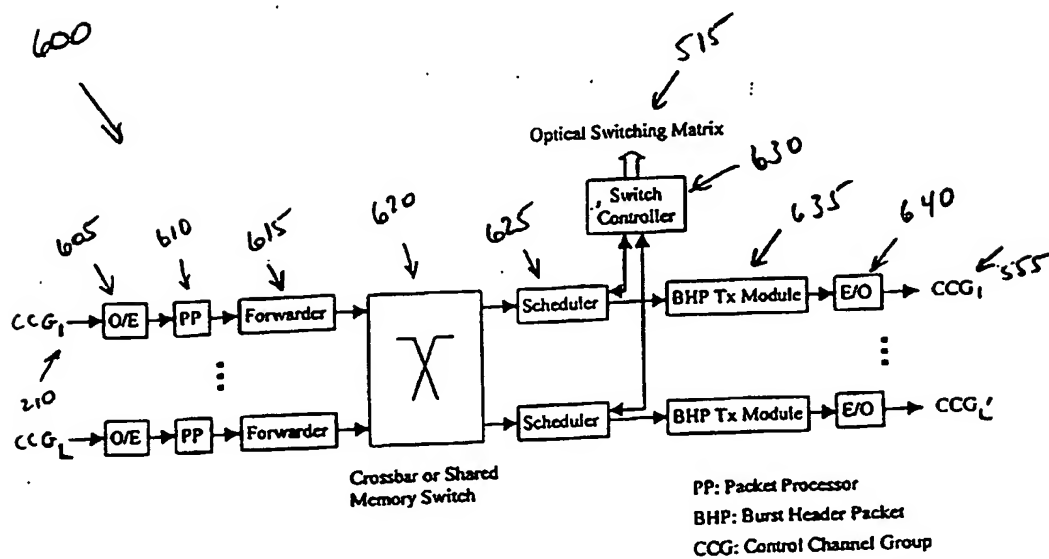 600
515
Optical Switching Matrix
630
Switch
Controller
605
610
615
620
625
635
640
555
CCG₁
O/E
PP
Forwarder
Scheduler
BHP Tx Module
E/O
CCG₁
210
CCG_L
O/E
PP
Forwarder
Scheduler
BHP Tx Module
E/O
CCG_L'
Crossbar or Shared
Memory Switch
PP: Packet Processor
BHP: Burst Header Packet
CCG: Control Channel Group